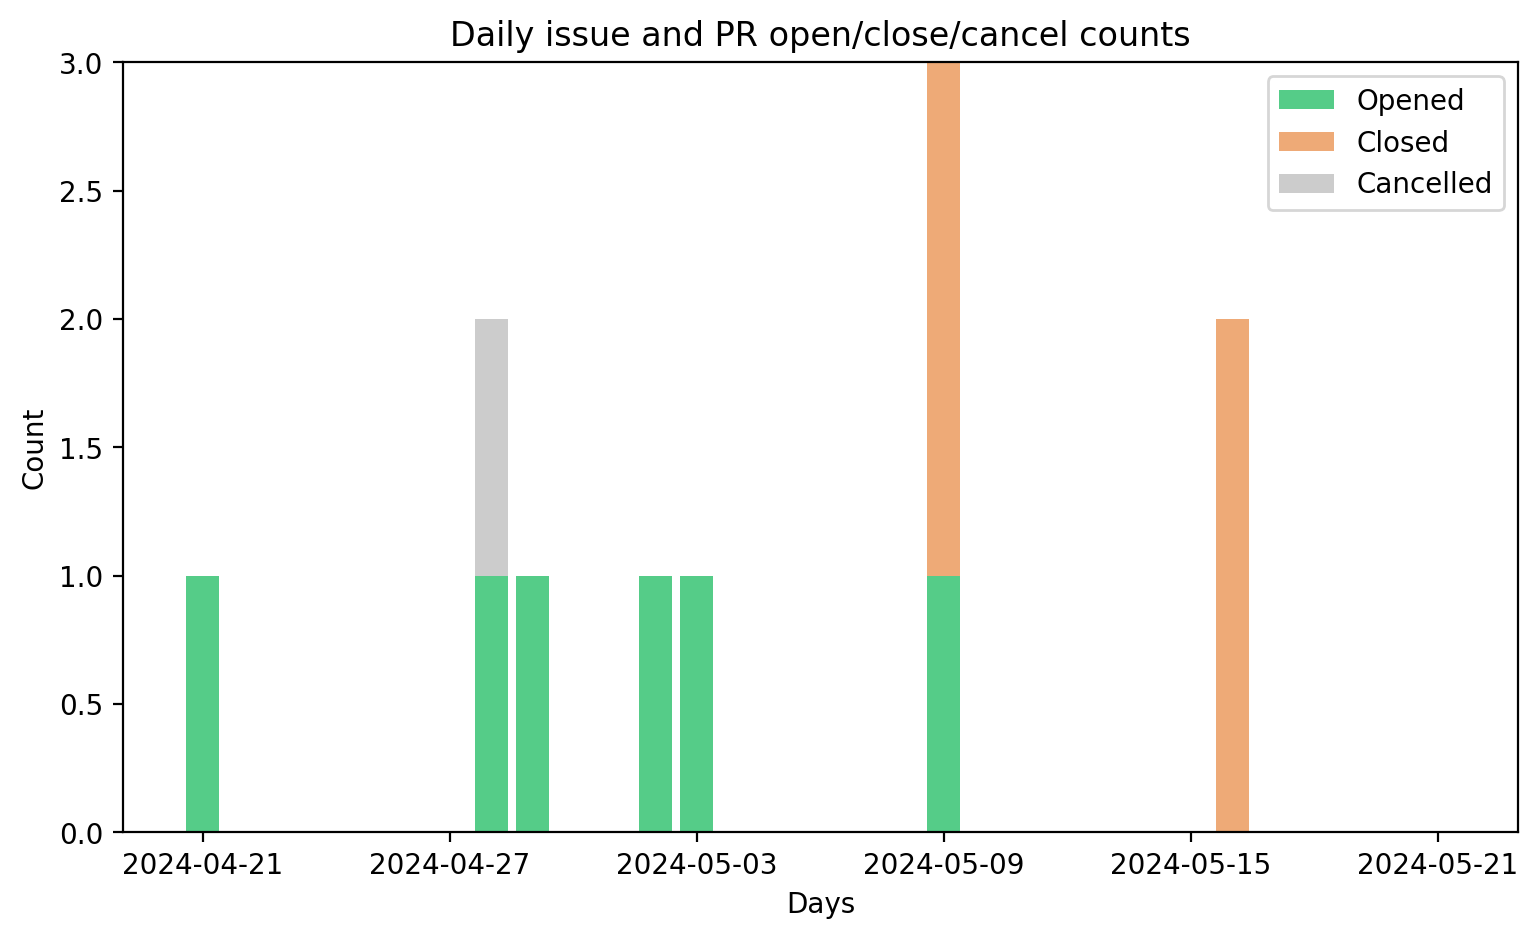 Daily issue and PR open/close/cancel counts
3.0
2.5
2.0
1.5
1.0
0.5
0.0
Count
Opened
Closed
Cancelled
2024-04-21 2024-04-27 2024-05-03 2024-05-09 2024-05-15 2024-05-21
Days